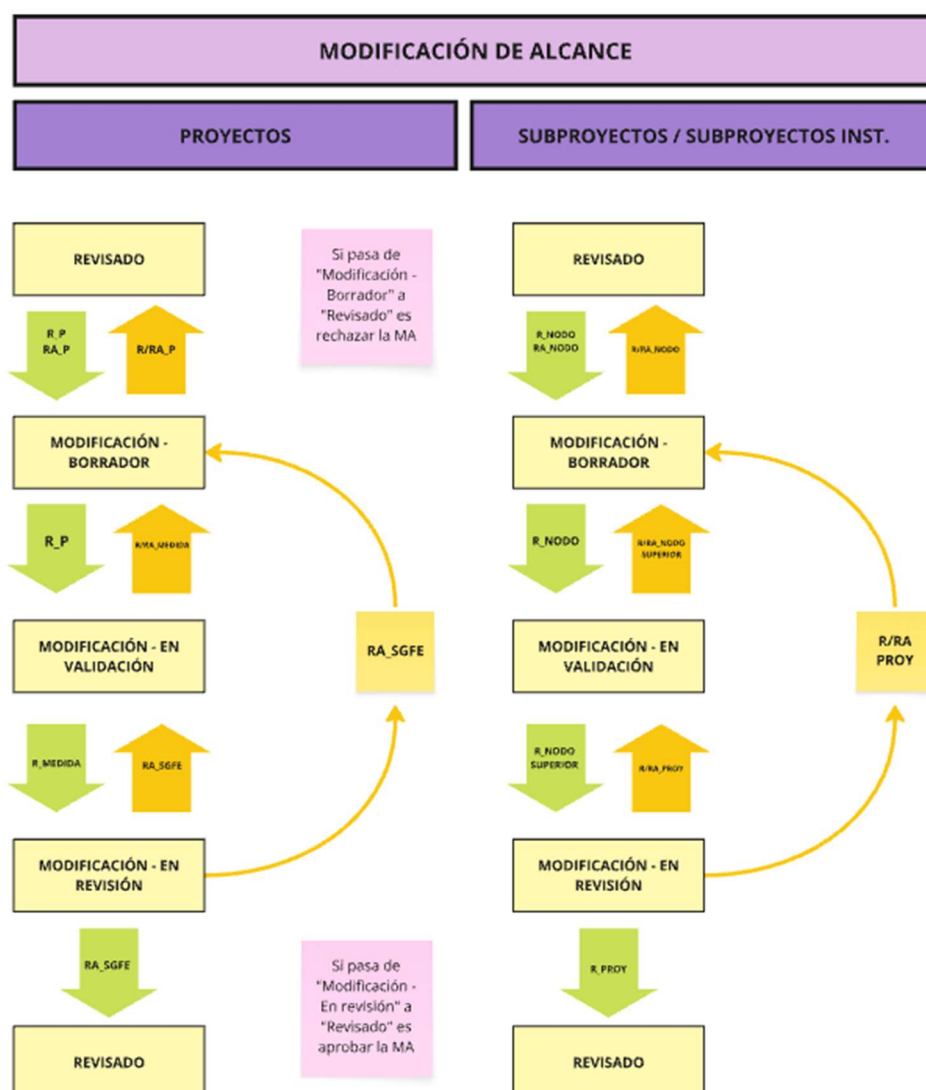 MODIFICACIÓN DE ALCANCE
PROYECTOS
SUBPROYECTOS / SUBPROYECTOS INST.
REVISADO
Si pasa de
"Modificación -
Borrador" a
"Revisado" es
rechazar la MA
REVISADO
R_P
RA_P
R/RA_P
R_NODO
RA_NODO
R/RA_NODO
MODIFICACIÓN -
BORRADOR
MODIFICACIÓN -
BORRADOR
R_P
R/RA_MEDIDA
R_NODO
R/RA_NODO
SUPERIOR
MODIFICACIÓN - EN
VALIDACIÓN
RA_SGFE
MODIFICACIÓN - EN
VALIDACIÓN
R/RA
PROY
R_MEDIDA
RA_SGFE
R_NODO
SUPERIOR
R/RA_PROY
MODIFICACIÓN - EN
REVISIÓN
MODIFICACIÓN - EN
REVISIÓN
RA_SGFE
Si pasa de
"Modificación -
En revisión" a
"Revisado" es
aprobar la MA
R_PROY
REVISADO
REVISADO